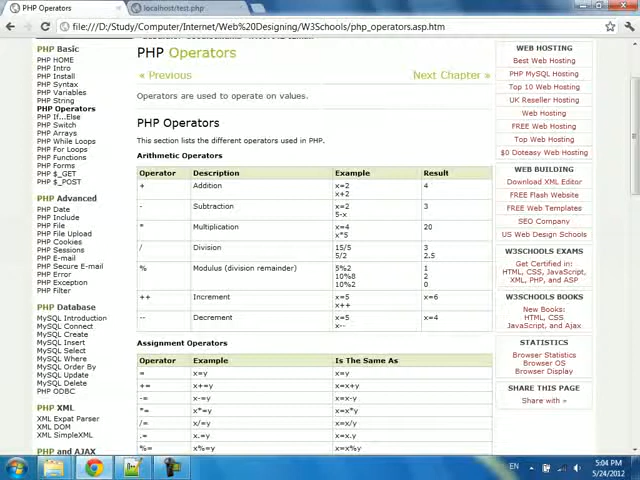 PHP Operators
localhost/test.php
file:///D:/Study/Computer/Internet/Web%20Designing/W3Schools/php_operators.asp.htm
PHP Basic
PHP HOME
PHP Intro
PHP Install
PHP Syntax
PHP Variables
PHP String
PHP Operators
PHP If...Else
PHP Switch
PHP Arrays
PHP While Loops
PHP For Loops
PHP Functions
PHP Forms
PHP $_GET
PHP $_POST
PHP Advanced
PHP Date
PHP Include
PHP File
PHP File Upload
PHP Cookies
PHP Sessions
PHP E-mail
PHP Secure E-mail
PHP Error
PHP Exception
PHP Filter
PHP Database
MySQL Introduction
MySQL Connect
MySQL Create
MySQL Insert
MySQL Select
MySQL Where
MySQL Order By
MySQL Update
MySQL Delete
PHP ODBC
PHP XML
XML Expat Parser
XML DOM
XML SimpleXML
PHP and AJAX
PHP Operators
« Previous Next Chapter »
Operators are used to operate on values.
PHP Operators
This section lists the different operators used in PHP.
Arithmetic Operators
Operator Description Example Result
+ Addition x=2 4
x+2
- Subtraction x=2 3
5-x
* Multiplication x=4 20
x*5
/ Division 15/5 3
5/2 2.5
% Modulus (division remainder) 5%2 1
10%8 2
10%2 0
++ Increment x=5 x=6
x++
-- Decrement x=5 x=4
x--
Assignment Operators
Operator Example Is The Same As
= x=y x=y
+= x+=y x=x+y
-= x-=y x=x-y
*= x*=y x=x*y
/= x/=y x=x/y
.= x.=y x=x.y
%= x%=y x=x%y
WEB HOSTING
Best Web Hosting
PHP MySQL Hosting
Top 10 Web Hosting
UK Reseller Hosting
Web Hosting
FREE Web Hosting
Top Web Hosting
$0 Doteasy Web Hosting
WEB BUILDING
Download XML Editor
FREE Flash Website
FREE Web Templates
SEO Company
US Web Design Schools
W3SCHOOLS EXAMS
Get Certified in:
HTML, CSS, JavaScript,
XML, PHP, and ASP
W3SCHOOLS BOOKS
New Books:
HTML, CSS
JavaScript, and Ajax
STATISTICS
Browser Statistics
Browser OS
Browser Display
SHARE THIS PAGE
Share with »
EN
5:04 PM
5/24/2012